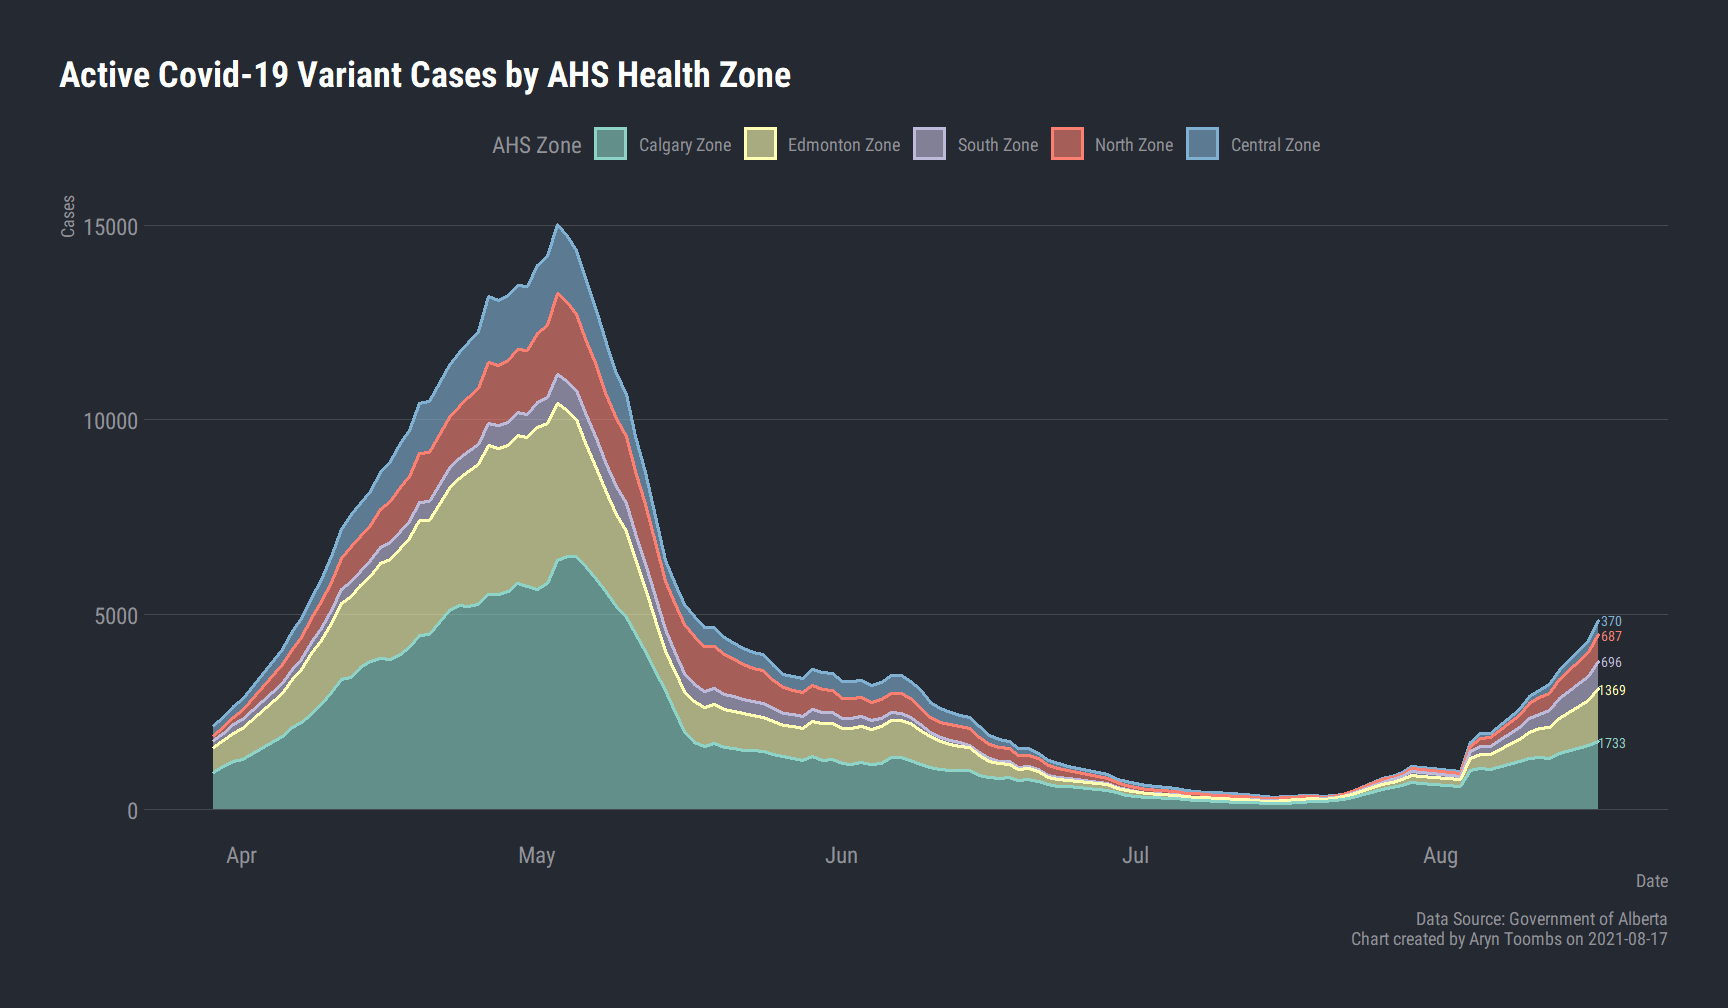 Active Covid-19 Variant Cases by AHS Health Zone
AHS Zone Calgary Zone Edmonton Zone South Zone North Zone Central Zone
Cases
15000
10000
5000
0
370
687
696
1369
1733
Apr May Jun Jul Aug
Date
Data Source: Government of Alberta
Chart created by Aryn Toombs on 2021-08-17